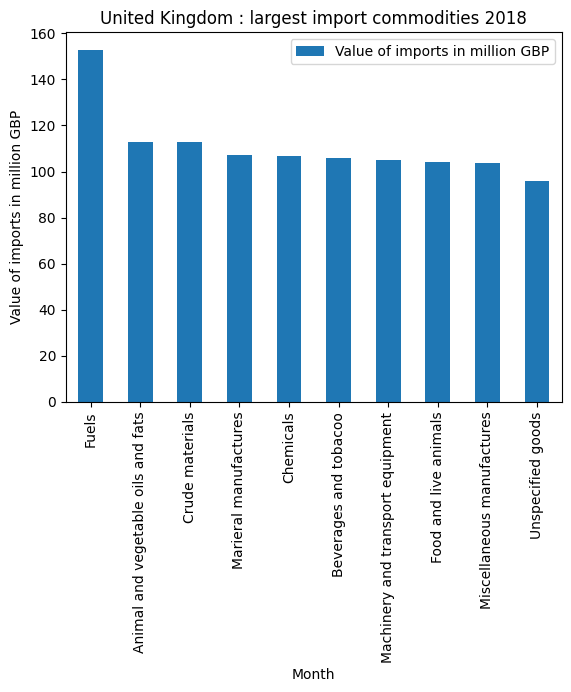 United Kingdom : largest import commodities 2018
Value of imports in million GBP
Value of imports in million GBP
160
140
120
100
80
60
40
20
0
Fuels
Animal and vegetable oils and fats
Crude materials
Marieral manufactures
Chemicals
Beverages and tobacoo
Machinery and transport equipment
Food and live animals
Miscellaneous manufactures
Unspecified goods
Month